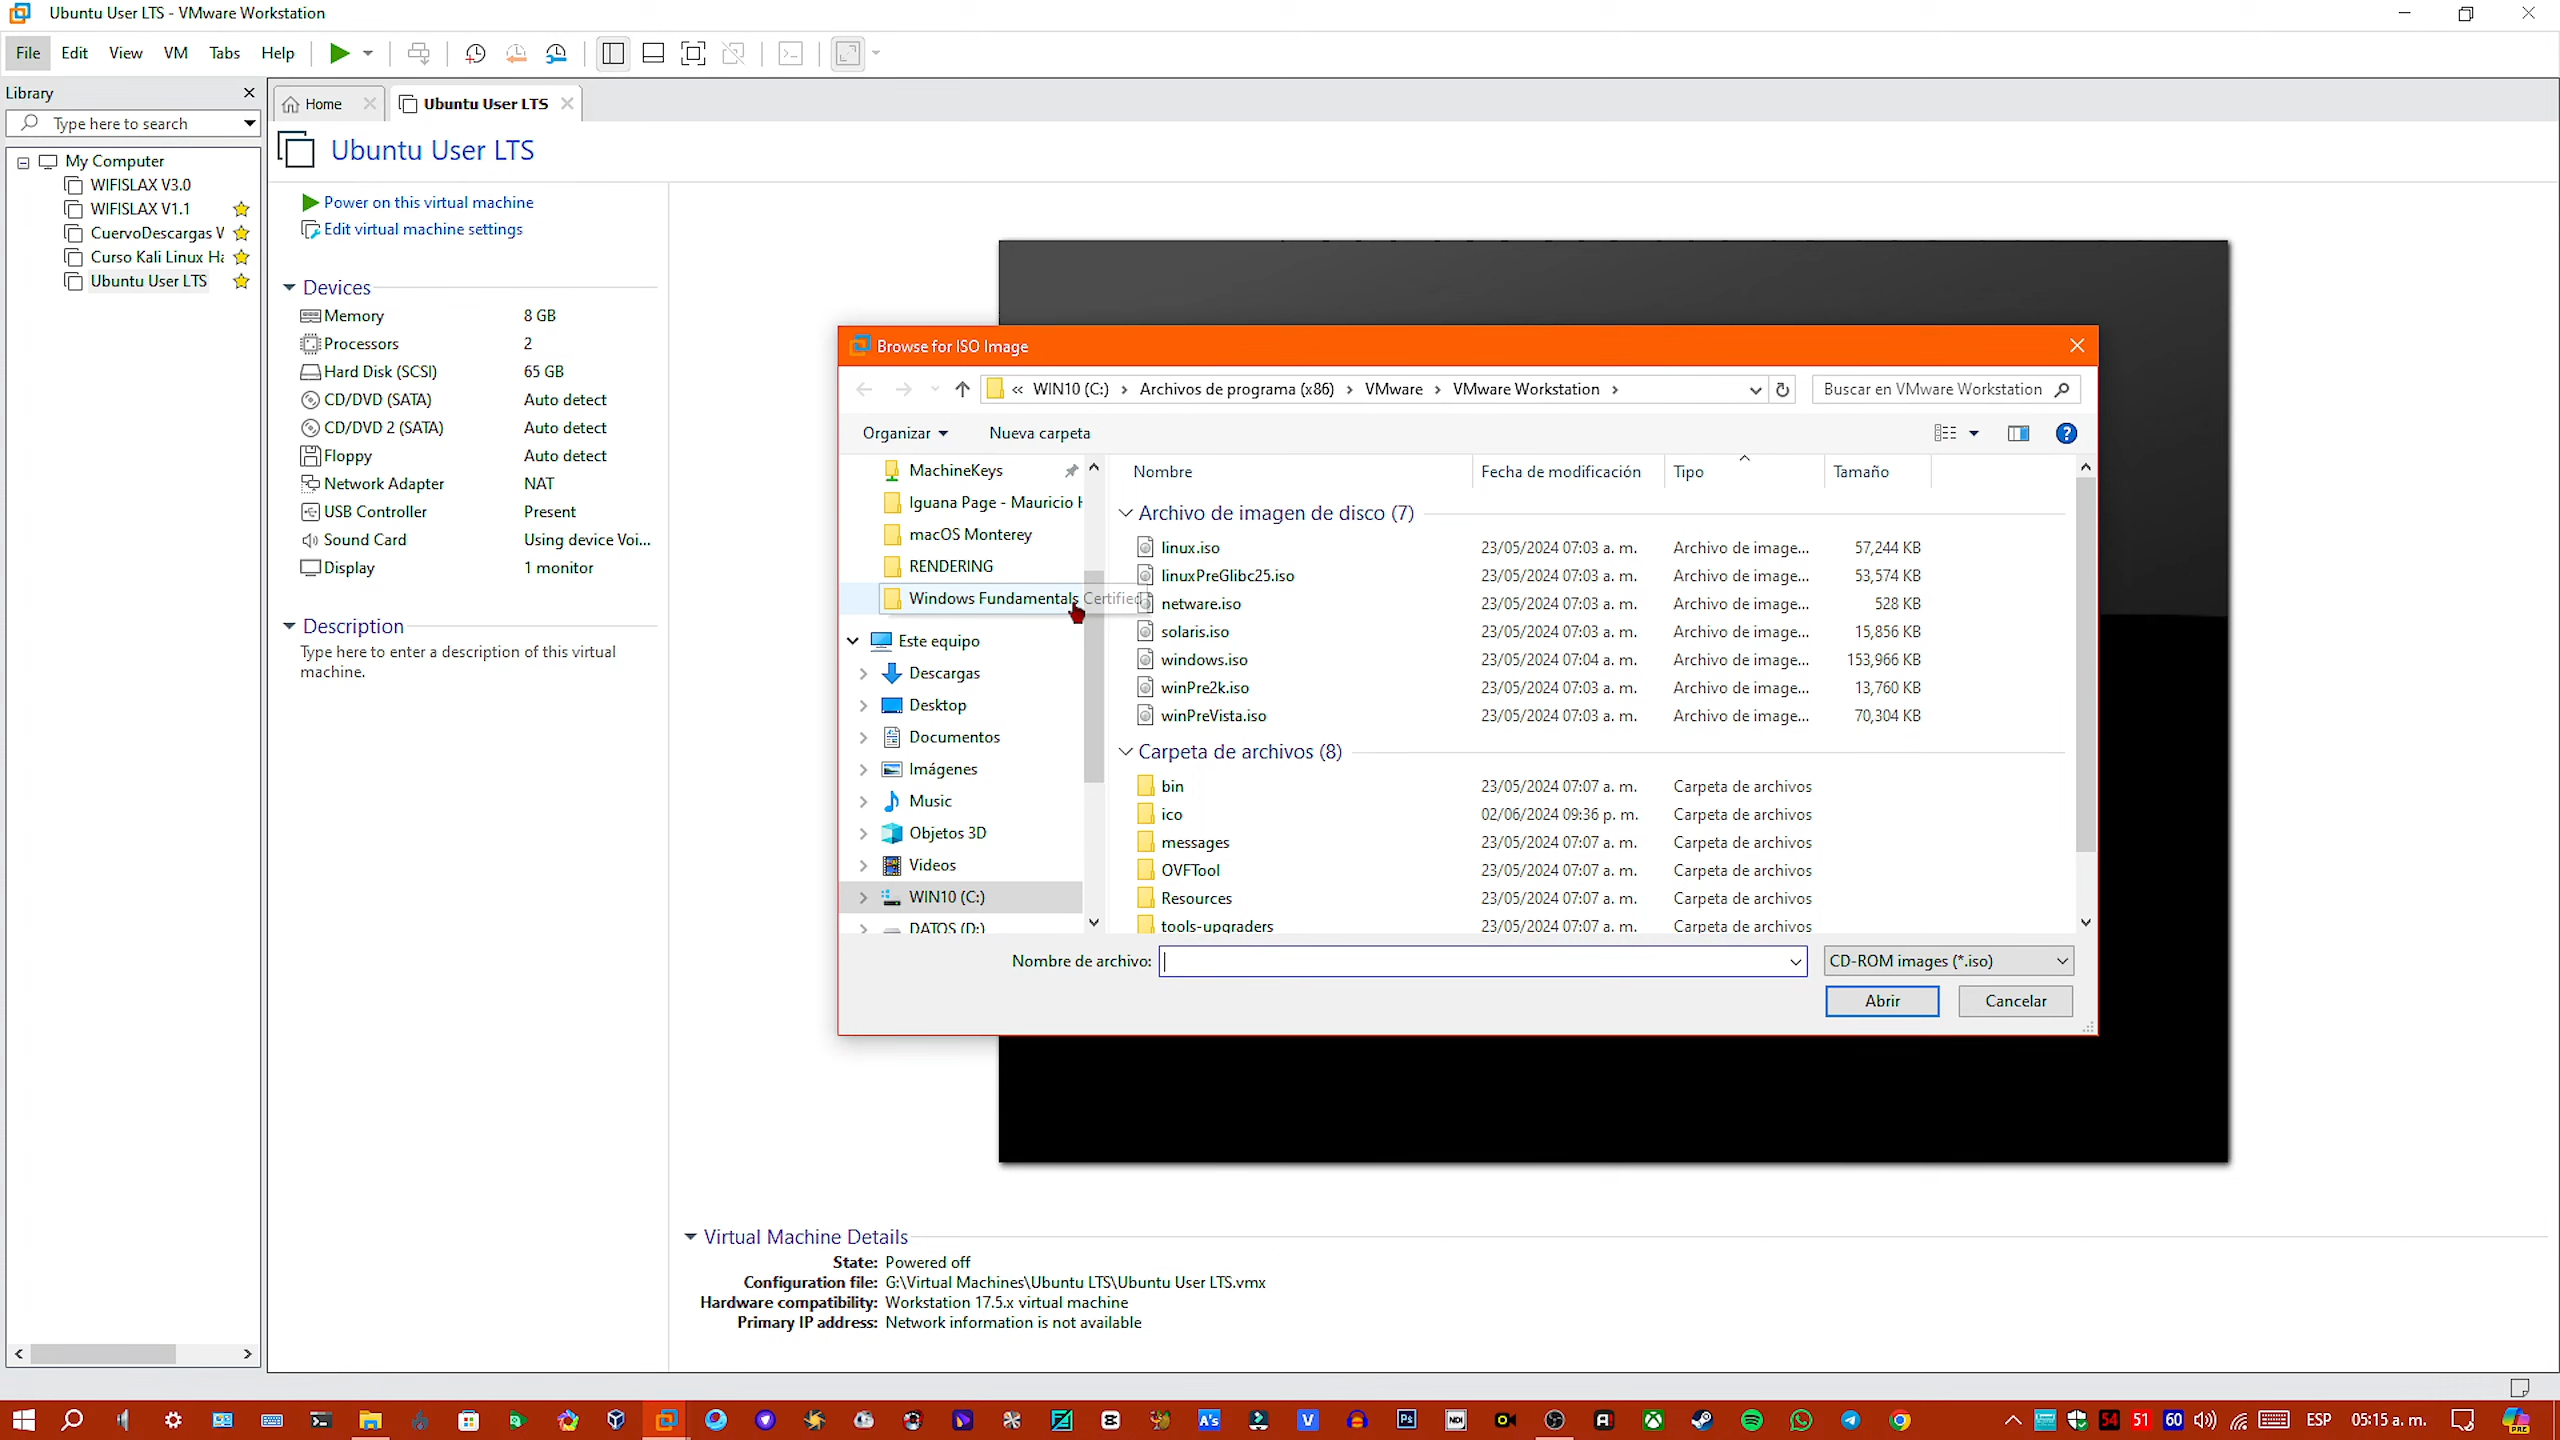 Ubuntu User LTS - VMware Workstation
File Edit View VM Tabs Help
Library
Type here to search
My Computer
WIFISLAX V3.0
WIFISLAX V1.1
CuervoDescargas V
Curso Kali Linux Ha
Ubuntu User LTS
Home
Ubuntu User LTS
Ubuntu User LTS
Power on this virtual machine
Edit virtual machine settings
Devices
Memory 8 GB
Processors 2
Hard Disk (SCSI) 65 GB
CD/DVD (SATA) Auto detect
CD/DVD 2 (SATA) Auto detect
Floppy Auto detect
Network Adapter NAT
USB Controller Present
Sound Card Using device Voi...
Display 1 monitor
Description
Type here to enter a description of this virtual
machine.
Browse for ISO Image
« WIN10 (C:) › Archivos de programa (x86) › VMware › VMware Workstation ›
Buscar en VMware Workstation
Organizar Nueva carpeta
MachineKeys
Iguana Page - Mauricio
macOS Monterey
RENDERING
Windows Fundamentals Certified
Este equipo
Descargas
Desktop
Documentos
Imágenes
Music
Objetos 3D
Videos
WIN10 (C:)
DATOS (D:)
Nombre Fecha de modificación Tipo Tamaño
Archivo de imagen de disco (7)
linux.iso 23/05/2024 07:03 a. m. Archivo de image... 57,244 KB
linuxPreGlibc25.iso 23/05/2024 07:03 a. m. Archivo de image... 53,574 KB
netware.iso 23/05/2024 07:03 a. m. Archivo de image... 528 KB
solaris.iso 23/05/2024 07:03 a. m. Archivo de image... 15,856 KB
windows.iso 23/05/2024 07:04 a. m. Archivo de image... 153,966 KB
winPre2k.iso 23/05/2024 07:03 a. m. Archivo de image... 13,760 KB
winPreVista.iso 23/05/2024 07:03 a. m. Archivo de image... 70,304 KB
Carpeta de archivos (8)
bin 23/05/2024 07:07 a. m. Carpeta de archivos
ico 02/06/2024 09:36 p. m. Carpeta de archivos
messages 23/05/2024 07:07 a. m. Carpeta de archivos
OVFTool 23/05/2024 07:07 a. m. Carpeta de archivos
Resources 23/05/2024 07:07 a. m. Carpeta de archivos
tools-upgraders 23/05/2024 07:07 a. m. Carpeta de archivos
Nombre de archivo: CD-ROM images (*.iso)
Abrir Cancelar
Virtual Machine Details
State: Powered off
Configuration file: G:\Virtual Machines\Ubuntu LTS\Ubuntu User LTS.vmx
Hardware compatibility: Workstation 17.5.x virtual machine
Primary IP address: Network information is not available
54 51 60 ESP 05:15 a. m.